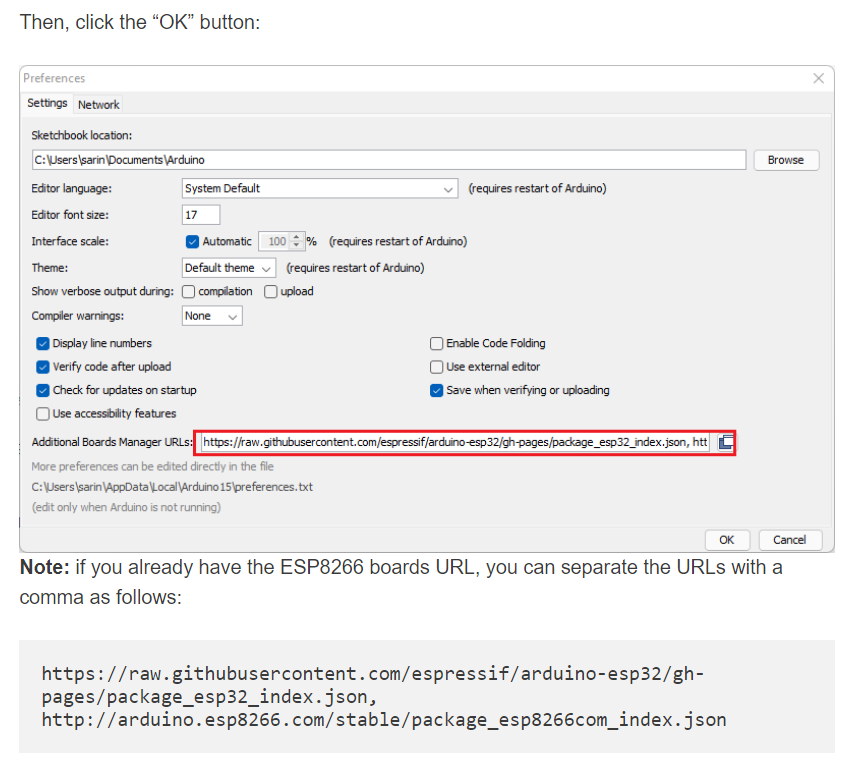 Then, click the “OK” button:
Preferences
Settings Network
Sketchbook location:
C:\Users\sarin\Documents\Arduino Browse
Editor language: System Default (requires restart of Arduino)
Editor font size: 17
Interface scale: Automatic 100 % (requires restart of Arduino)
Theme: Default theme (requires restart of Arduino)
Show verbose output during: compilation upload
Compiler warnings: None
Display line numbers Enable Code Folding
Verify code after upload Use external editor
Check for updates on startup Save when verifying or uploading
Use accessibility features
Additional Boards Manager URLs: https://raw.githubusercontent.com/espressif/arduino-esp32/gh-pages/package_esp32_index.json, htt
More preferences can be edited directly in the file
C:\Users\sarin\AppData\Local\Arduino15\preferences.txt
(edit only when Arduino is not running)
OK Cancel
Note: if you already have the ESP8266 boards URL, you can separate the URLs with a
comma as follows:
https://raw.githubusercontent.com/espressif/arduino-esp32/gh-
pages/package_esp32_index.json,
http://arduino.esp8266.com/stable/package_esp8266com_index.json